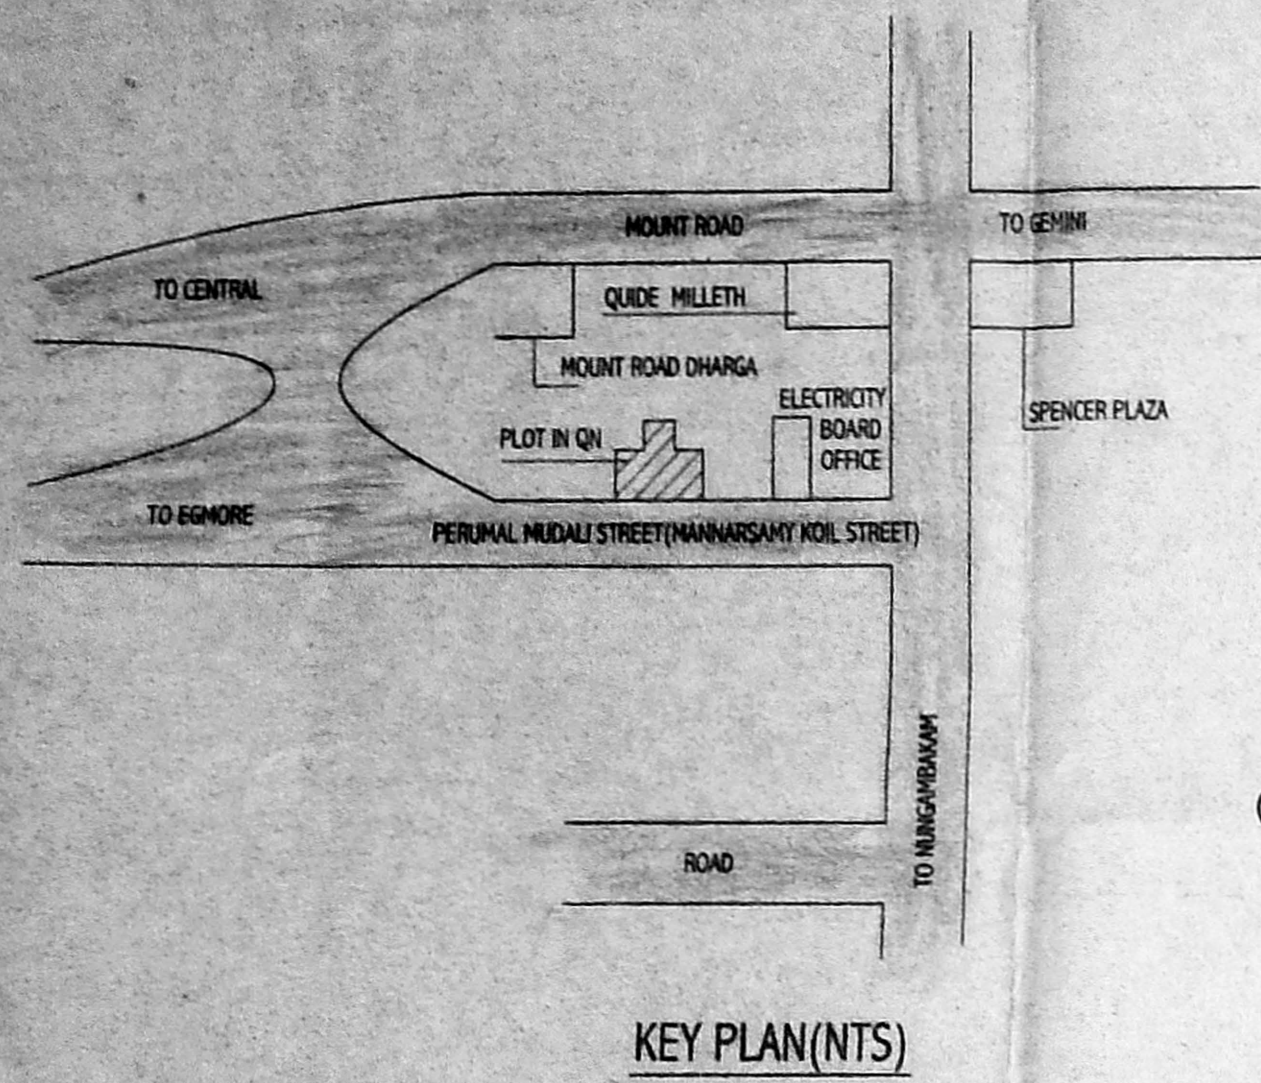 MOUNT ROAD
TO GEMINI
TO CENTRAL
QUIDE MILLETH
MOUNT ROAD DHARGA
ELECTRICITY
BOARD
OFFICE
SPENCER PLAZA
PLOT IN QN
TO EGMORE
PERUMAL MUDALI STREET(MANNARSAMY KOIL STREET)
TO NUNGAMBAKAM
ROAD
KEY PLAN(NTS)